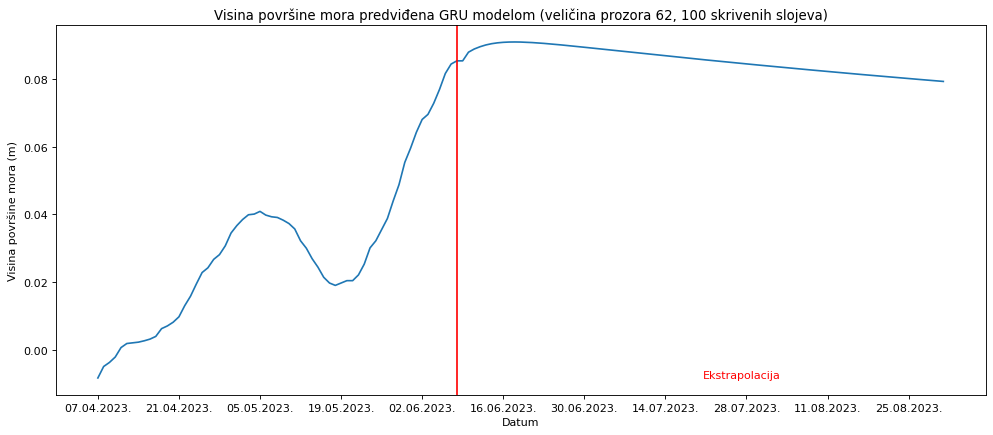 Visina površine mora predviđena GRU modelom (veličina prozora 62, 100 skrivenih slojeva)
Visina površine mora (m)
0.08
0.06
0.04
0.02
0.00
Ekstrapolacija
07.04.2023. 21.04.2023. 05.05.2023. 19.05.2023. 02.06.2023. 16.06.2023. 30.06.2023. 14.07.2023. 28.07.2023. 11.08.2023. 25.08.2023.
Datum